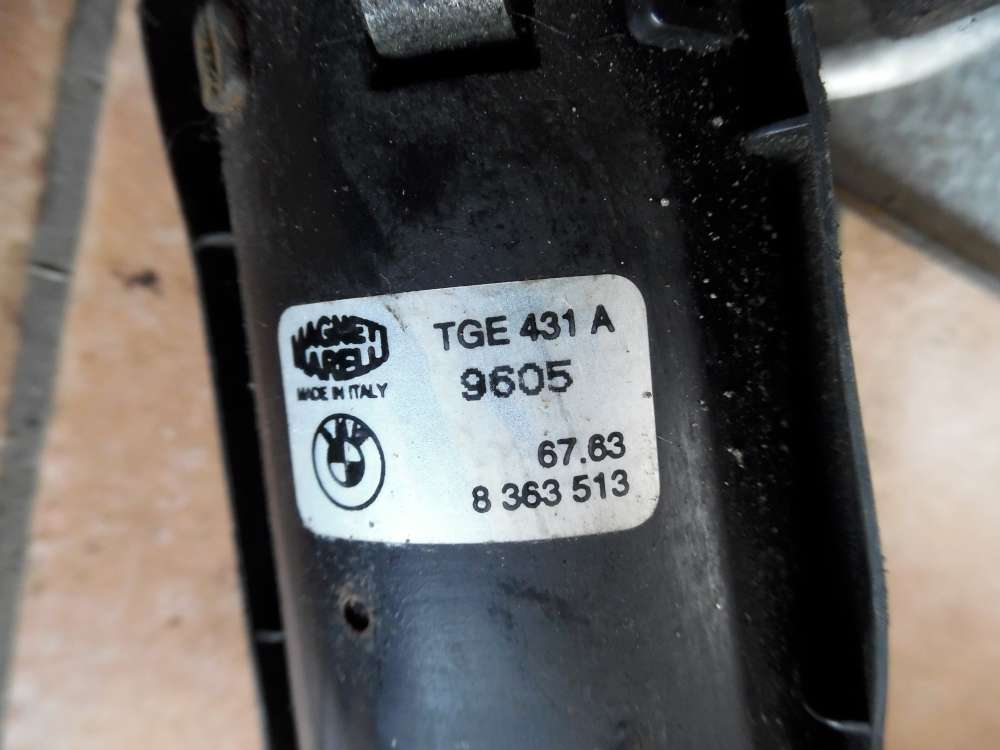 MAGNETI
MARELLI
MADE IN ITALY
TGE 431 A
9605
67.63
8 363 513